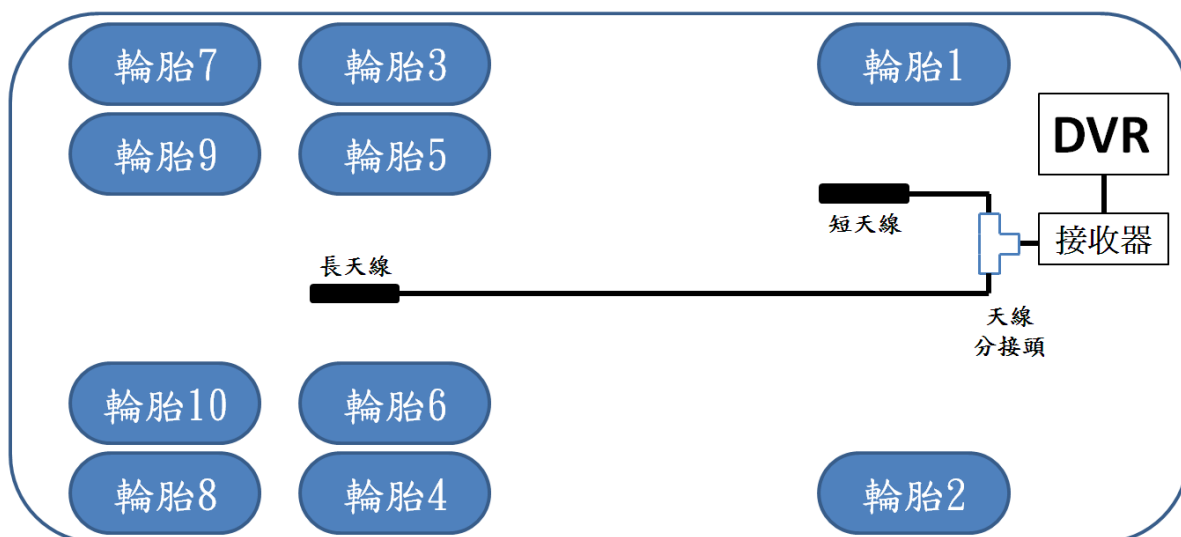 輪胎7
輪胎3
輪胎1
輪胎9
輪胎5
DVR
短天線
接收器
長天線
天線
分接頭
輪胎10
輪胎6
輪胎8
輪胎4
輪胎2